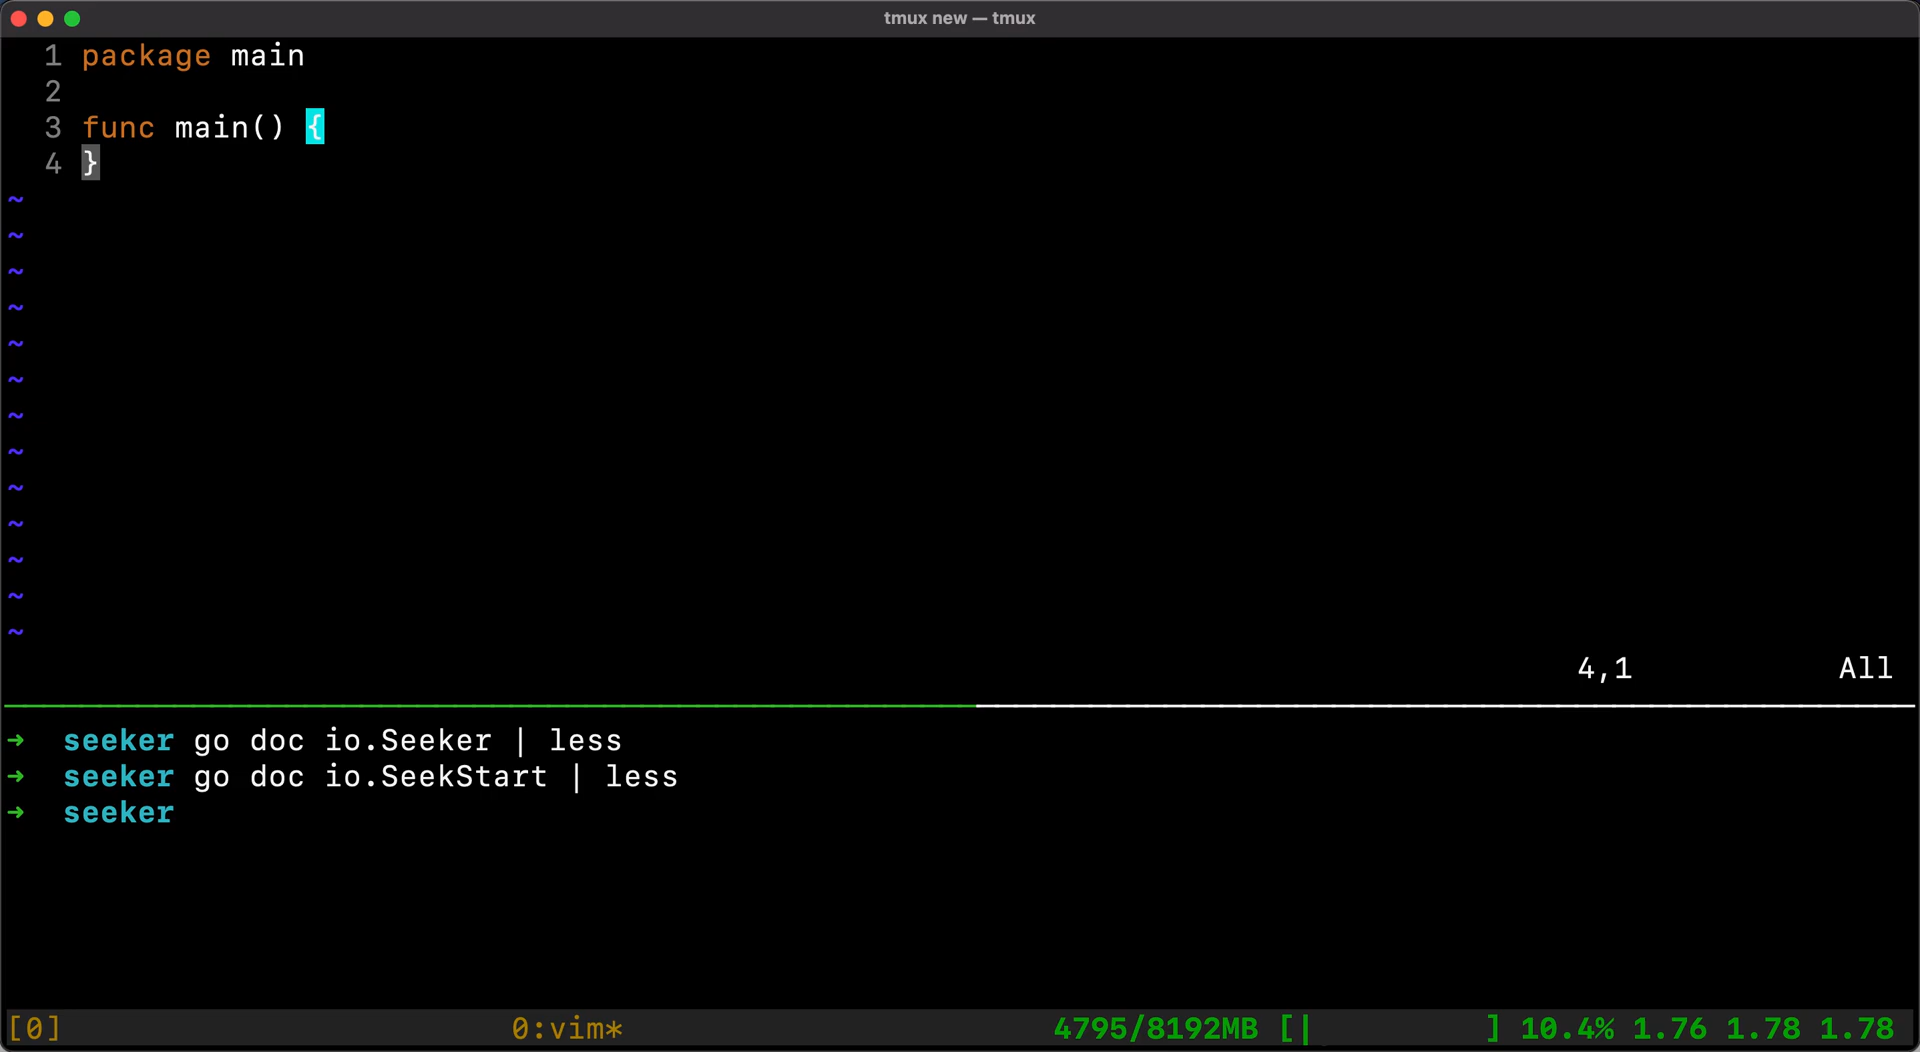 tmux new — tmux
1 package main
2
3 func main() {
4 }
~
~
~
~
~
~
~
~
~
~
~
~
~
4,1 All
➜ seeker go doc io.Seeker | less
➜ seeker go doc io.SeekStart | less
➜ seeker
[0] 0:vim* 4795/8192MB [| ] 10.4% 1.76 1.78 1.78